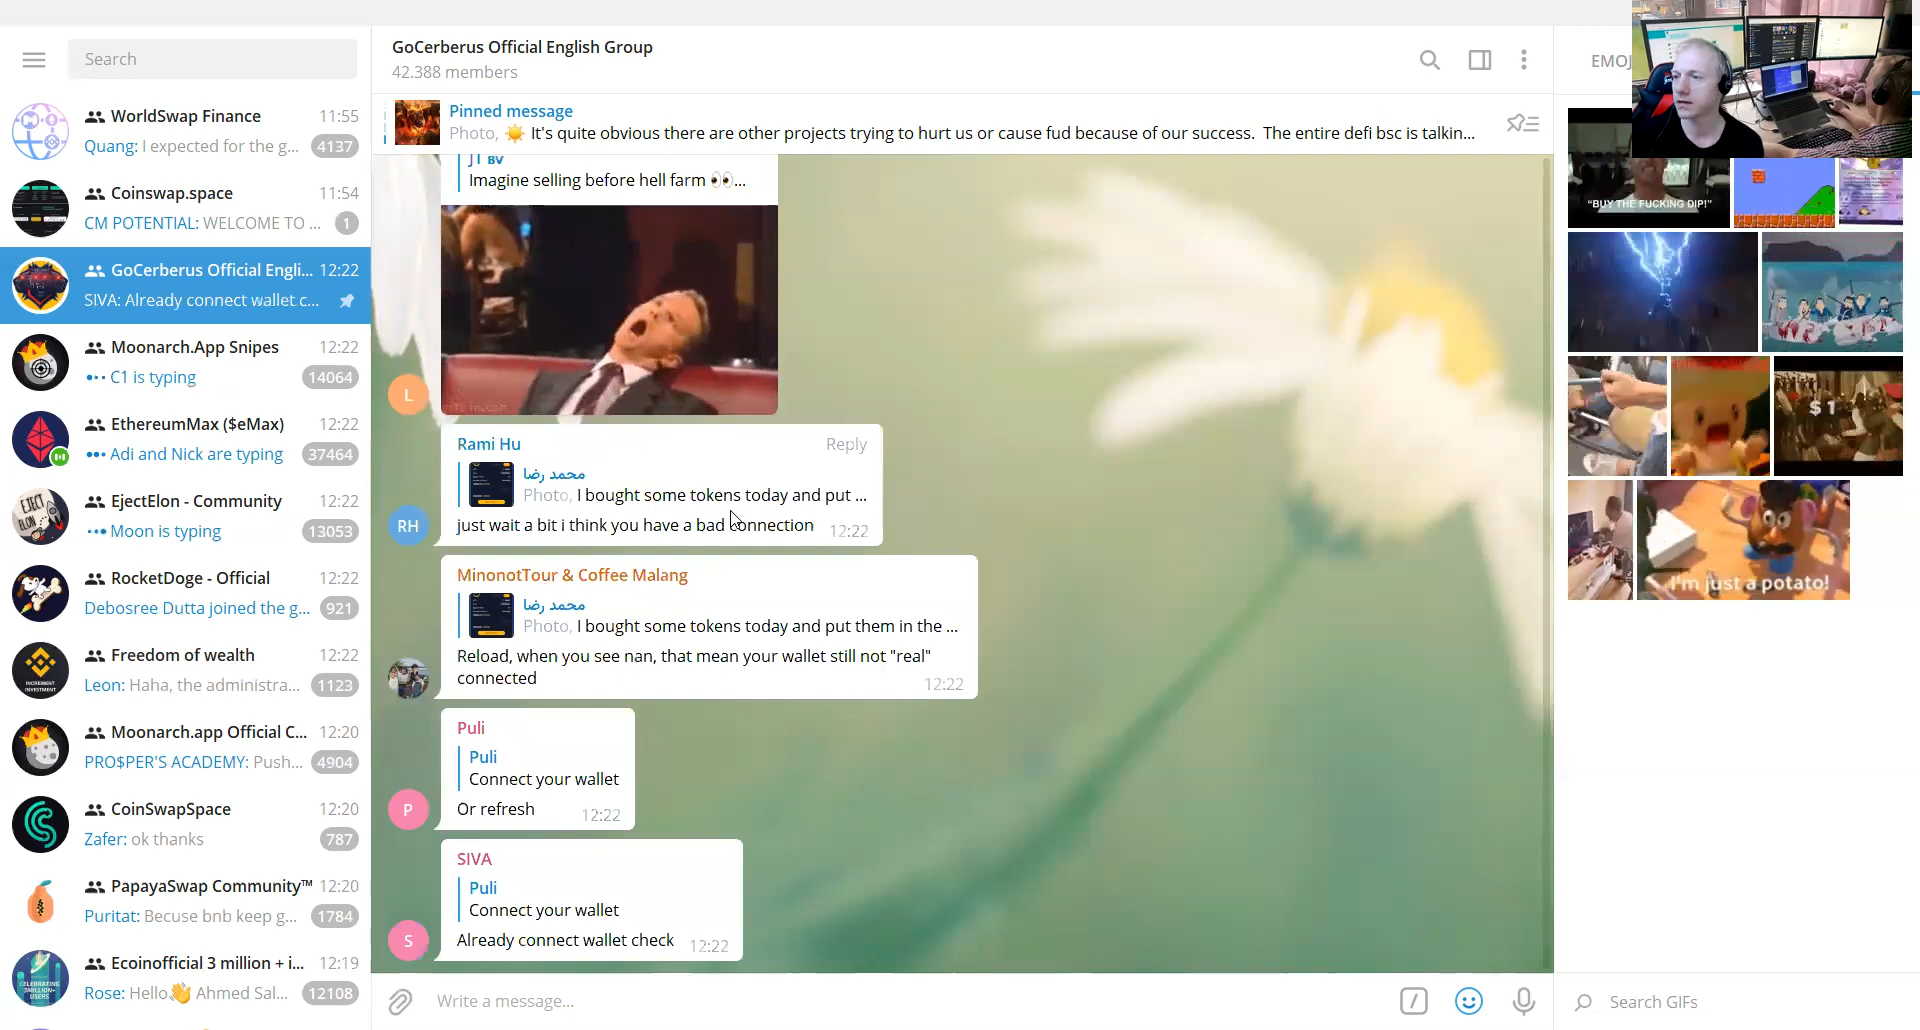 Search
WorldSwap Finance 11:55
Quang: I expected for the g... 4137
Coinswap.space 11:54
CM POTENTIAL: WELCOME TO ... 1
GoCerberus Official Engli... 12:22
SIVA: Already connect wallet c...
Moonarch.App Snipes 12:22
C1 is typing 14064
EthereumMax ($eMax) 12:22
Adi and Nick are typing 37464
EJECT
ELON
EjectElon - Community 12:22
Moon is typing 13053
RocketDoge - Official 12:22
Debosree Dutta joined the g... 921
INCREMENT
INVESTMENT
Freedom of wealth 12:22
Leon: Haha, the administra... 1123
Moonarch.app Official C... 12:20
PRO$PER'S ACADEMY: Push... 4904
CoinSwapSpace 12:20
Zafer: ok thanks 787
PapayaSwap Community™ 12:20
Puritat: Becuse bnb keep g... 1784
CELEBRATING
3MILLION+
USERS
Ecoinofficial 3 million + i... 12:19
Rose: Hello👋 Ahmed Sal... 12108
GoCerberus Official English Group
42.388 members
Pinned message
Photo, ☀️ It's quite obvious there are other projects trying to hurt us or cause fud because of our success. The entire defi bsc is talkin...
JT BV
Imagine selling before hell farm 👀...
L
Rami Hu Reply
محمد رضا
Photo, I bought some tokens today and put ...
just wait a bit i think you have a bad connection 12:22
RH
MinonotTour & Coffee Malang
محمد رضا
Photo, I bought some tokens today and put them in the ...
Reload, when you see nan, that mean your wallet still not "real"
connected 12:22
Puli
Puli
Connect your wallet
Or refresh 12:22
P
SIVA
Puli
Connect your wallet
Already connect wallet check 12:22
S
Write a message...
EMOJ
"BUY THE FUCKING DIP!"
$1
I'm just a potato!
Search GIFs